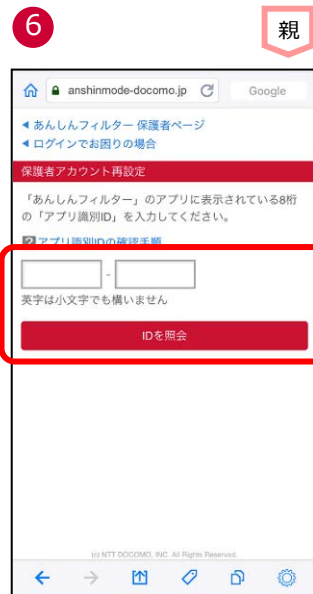 6
親
anshinmode-docomo.jp
Google
あんしんフィルター 保護者ページ
ログインでお困りの場合
保護者アカウント再設定
「あんしんフィルター」のアプリに表示されている8桁
の「アプリ識別ID」を入力してください。
?アプリ識別IDの確認手順
-
英字は小文字でも構いません
IDを照会
(c) NTT DOCOMO, INC. All Rights Reserved.